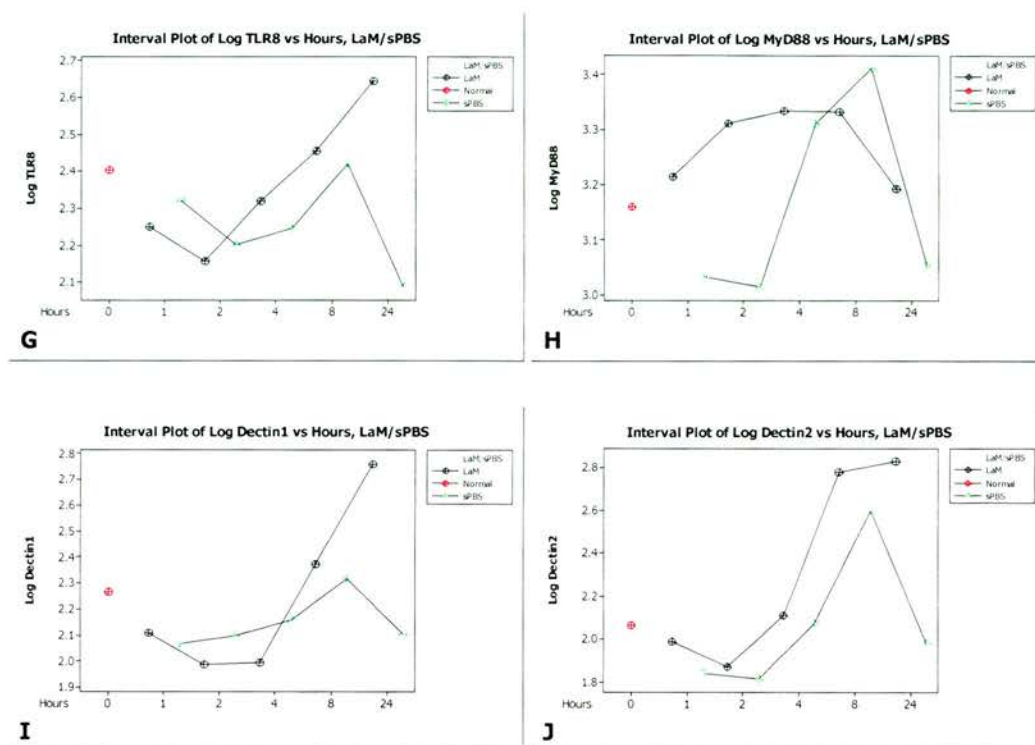 Interval Plot of Log TLR8 vs Hours, LaM/sPBS
Log TLR8
2.7
2.6
2.5
2.4
2.3
2.2
2.1
Hours 0 1 2 4 8 24
LaM/sPBS
LaM
Normal
sPBS
G
Interval Plot of Log MyD88 vs Hours, LaM/sPBS
Log MyD88
3.4
3.3
3.2
3.1
3.0
Hours 0 1 2 4 8 24
LaM/sPBS
LaM
Normal
sPBS
H
Interval Plot of Log Dectin1 vs Hours, LaM/sPBS
Log Dectin1
2.8
2.7
2.6
2.5
2.4
2.3
2.2
2.1
2.0
1.9
Hours 0 1 2 4 8 24
LaM/sPBS
LaM
Normal
sPBS
I
Interval Plot of Log Dectin2 vs Hours, LaM/sPBS
Log Dectin2
2.8
2.6
2.4
2.2
2.0
1.8
Hours 0 1 2 4 8 24
LaM/sPBS
LaM
Normal
sPBS
J